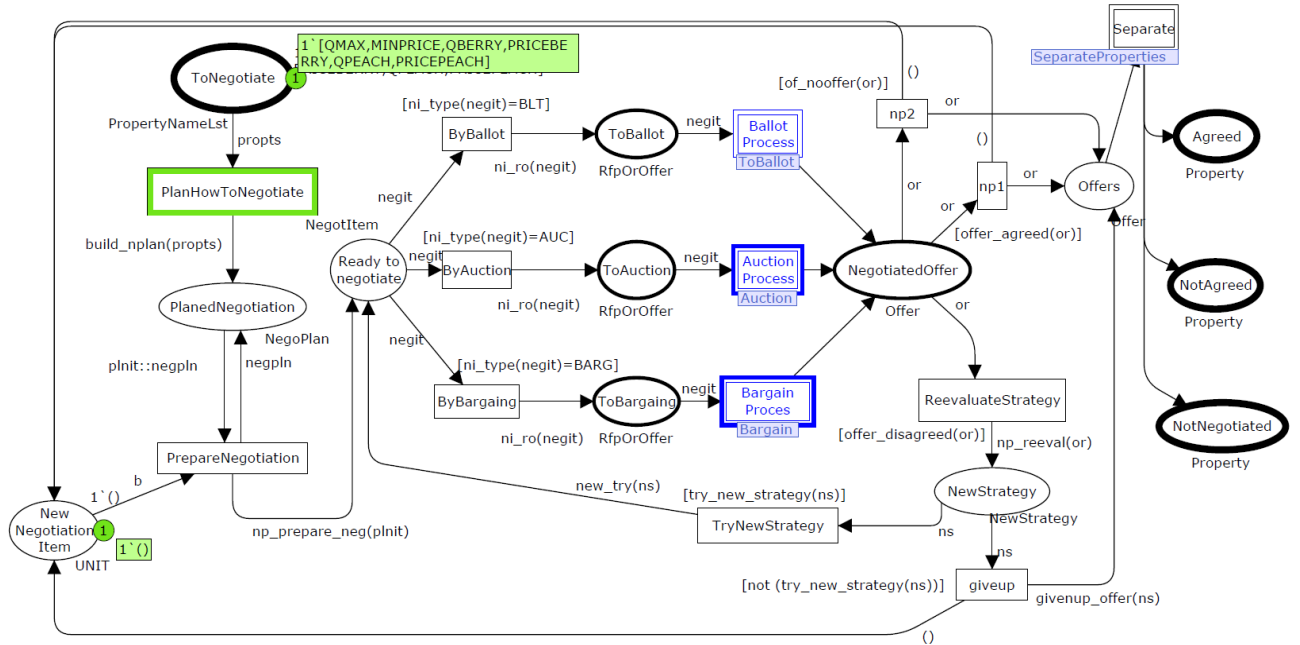 Separate
SeparateProperties
1`[QMAX,MINPRICE,QBERRY,PRICEBE
RRY,QPEACH,PRICEPEACH]
ToNegotiate
1
PropertyNameLst
propts
PlanHowToNegotiate
build_nplan(propts)
PlanedNegotiation
NegoPlan
plnit::negpln
negpln
PrepareNegotiation
b
1`()
New
Negotiation
Item
1
1`()
UNIT
np_prepare_neg(plnit)
NegotItem
Ready to
negotiate
negit
negit
negit
[ni_type(negit)=BLT]
ByBallot
ni_ro(negit)
ToBallot
RfpOrOffer
negit
Ballot
Process
ToBallot
[ni_type(negit)=AUC]
ByAuction
ni_ro(negit)
ToAuction
RfpOrOffer
negit
Auction
Process
Auction
[ni_type(negit)=BARG]
ByBargaing
ni_ro(negit)
ToBargaing
RfpOrOffer
negit
Bargain
Proces
Bargain
NegotiatedOffer
Offer
[of_nooffer(or)]
()
np2
or
or
()
np1
or
or
[offer_agreed(or)]
Offers
Offer
Agreed
Property
NotAgreed
Property
NotNegotiated
Property
or
ReevaluateStrategy
[offer_disagreed(or)]
np_reeval(or)
NewStrategy
NewStrategy
ns
ns
[try_new_strategy(ns)]
TryNewStrategy
new_try(ns)
[not (try_new_strategy(ns))]
giveup
givenup_offer(ns)
()